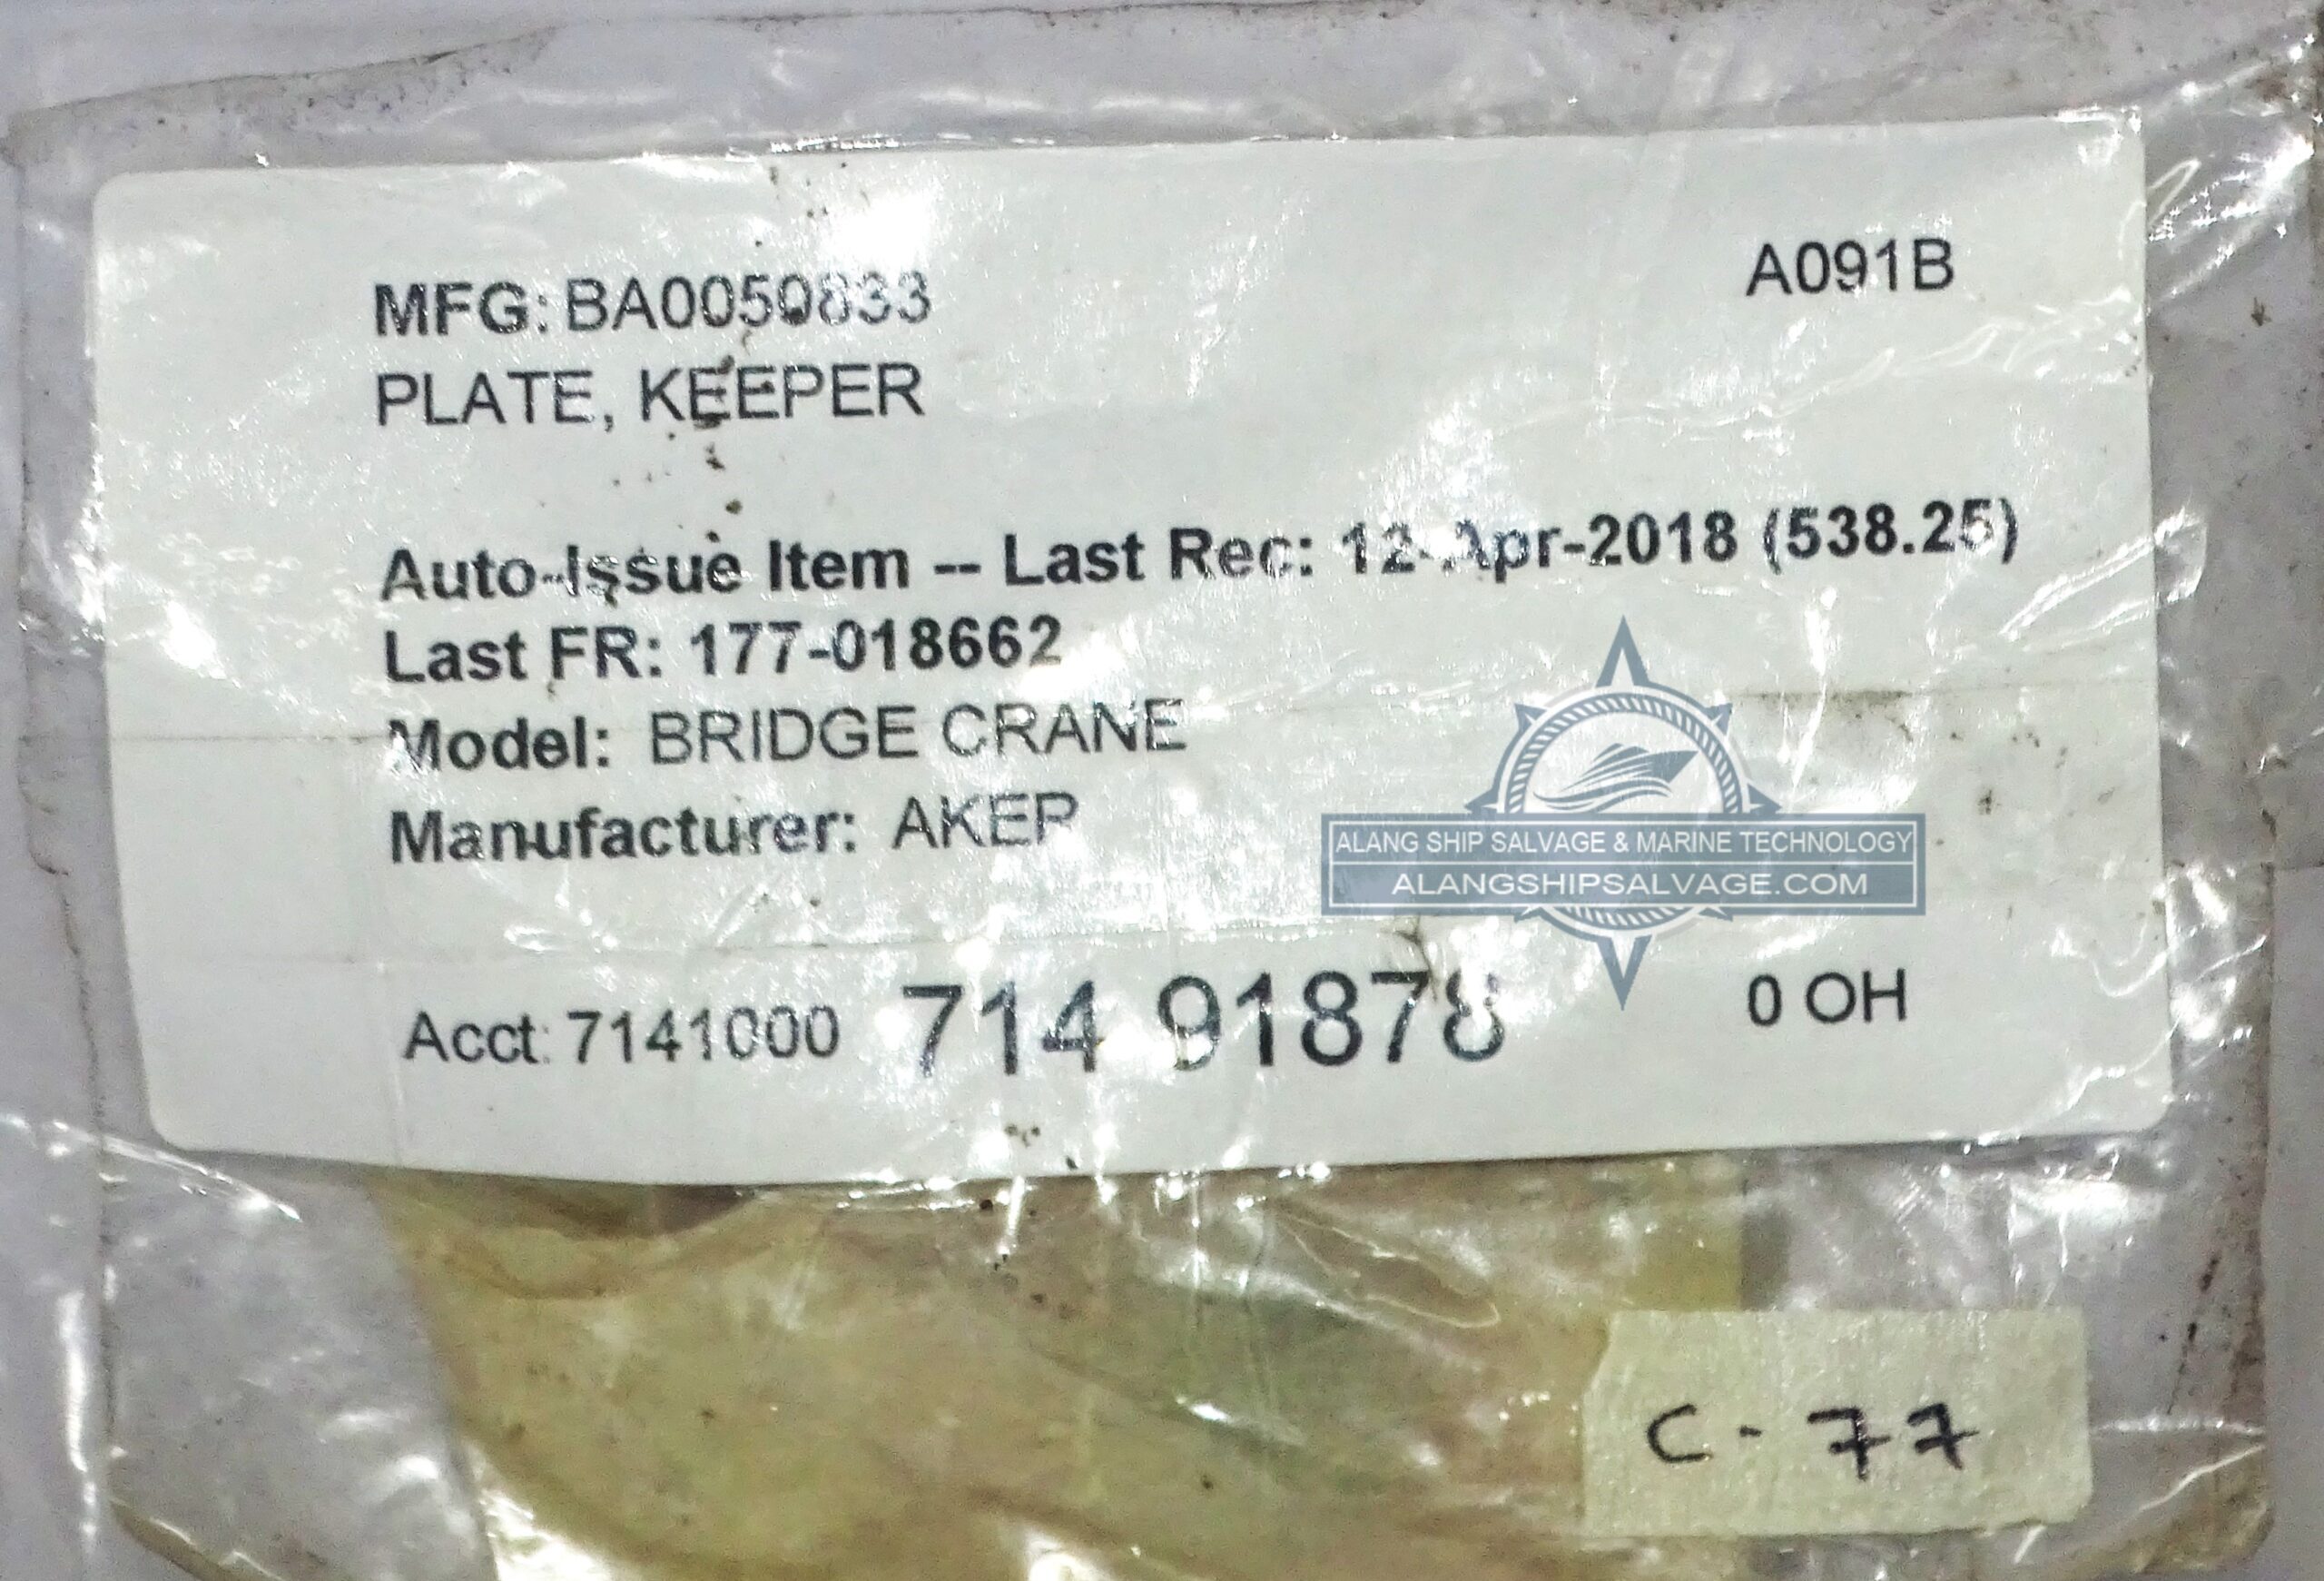 MFG: BA0050833
A091B
PLATE, KEEPER
Auto-Issue Item -- Last Rec: 12-Apr-2018 (538.25)
Last FR: 177-018662
Model: BRIDGE CRANE
Manufacturer: AKER
ALANG SHIP SALVAGE & MARINE TECHNOLOGY
ALANGSHIPSALVAGE.COM
Acct: 7141000 714 91878 0 OH
C-77